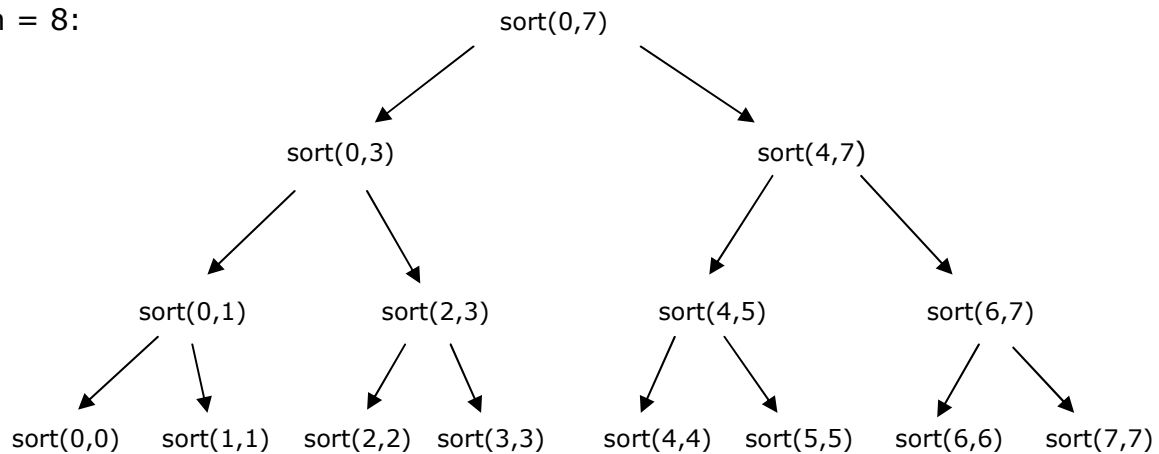 n = 8:
sort(0,7)
sort(0,3) sort(4,7)
sort(0,1) sort(2,3) sort(4,5) sort(6,7)
sort(0,0) sort(1,1) sort(2,2) sort(3,3) sort(4,4) sort(5,5) sort(6,6) sort(7,7)